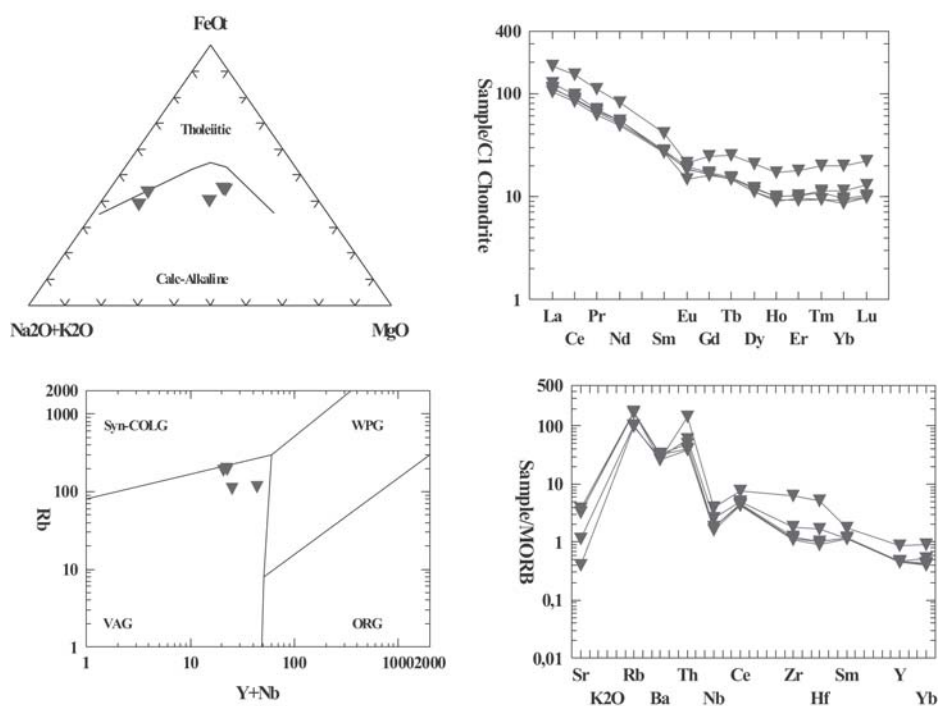 FeOt
Tholeiitic
Calc-Alkaline
Na2O+K2O
MgO
Sample/C1 Chondrite
400
100
10
1
La Pr Eu Tb Ho Tm Lu
Ce Nd Sm Gd Dy Er Yb
Rb
2000
1000
100
10
1
Syn-COLG
WPG
VAG
ORG
1 10 100 1000 2000
Y+Nb
Sample/MORB
500
100
10
1
0,1
0,01
Sr Rb Th Ce Zr Sm Y
K2O Ba Nb Hf Yb